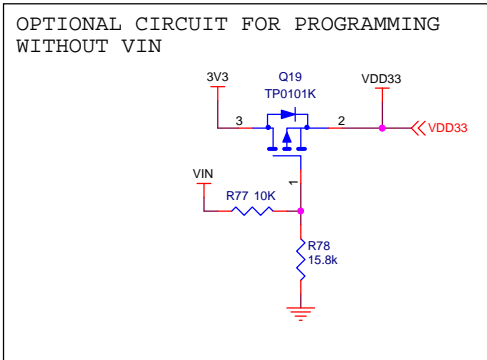 OPTIONAL CIRCUIT FOR PROGRAMMING
WITHOUT VIN
3V3
Q19
TP0101K
VDD33
3
2
VDD33
VIN
1
R77 10K
R78
15.8k